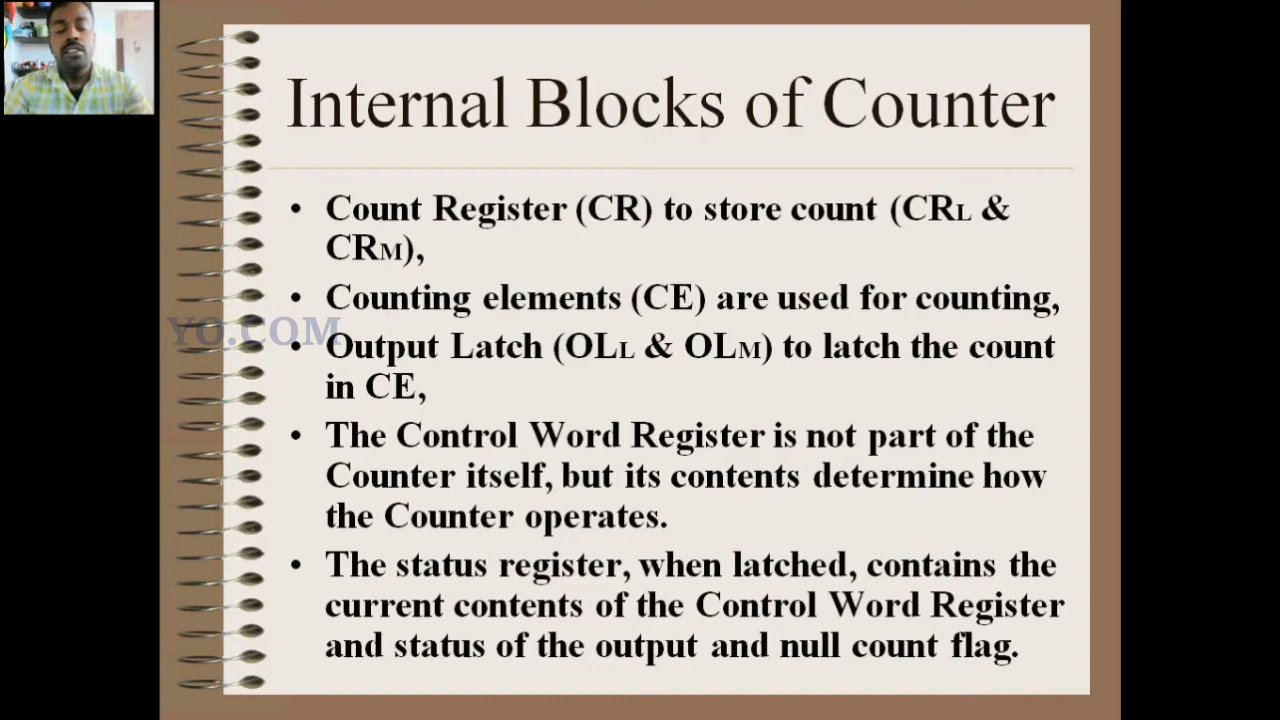 Internal Blocks of Counter
• Count Register (CR) to store count (CRL &
CRM),
• Counting elements (CE) are used for counting,
YO.COM
• Output Latch (OLL & OLM) to latch the count
in CE,
• The Control Word Register is not part of the
Counter itself, but its contents determine how
the Counter operates.
• The status register, when latched, contains the
current contents of the Control Word Register
and status of the output and null count flag.